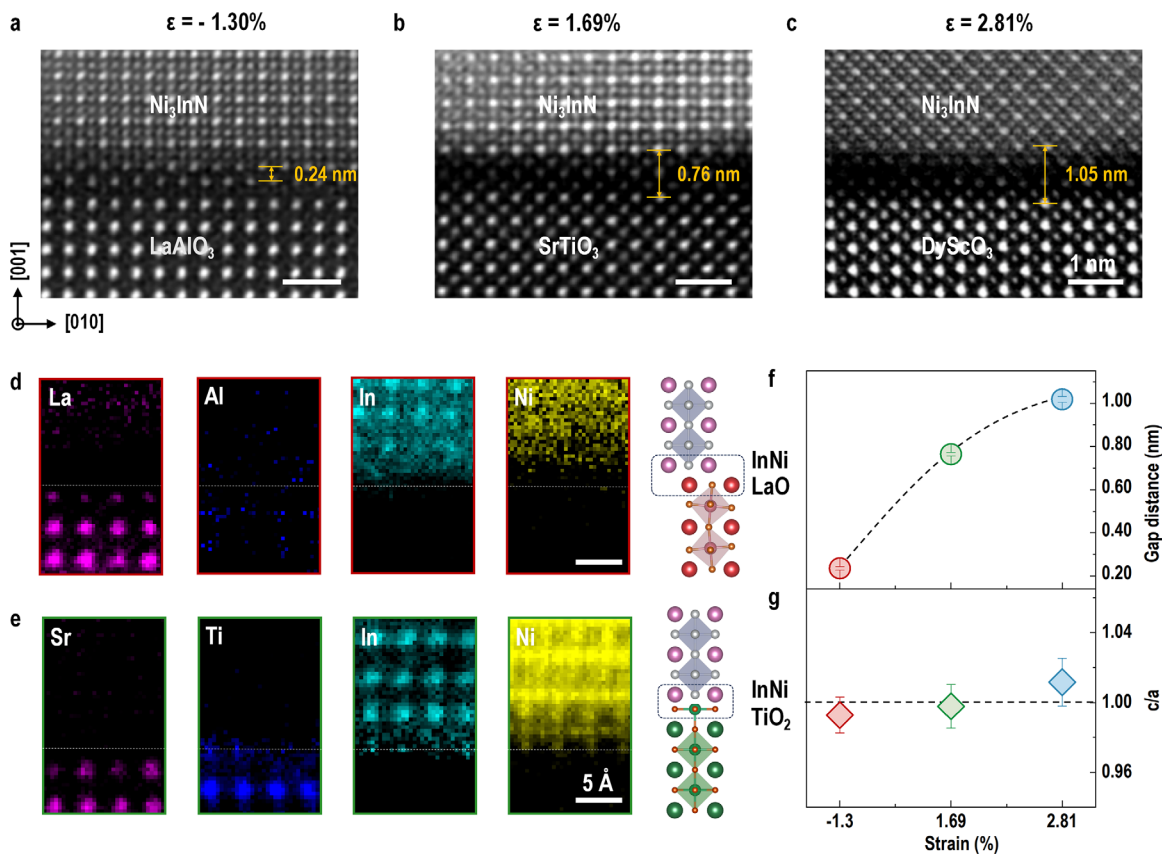 a ε = - 1.30% b ε = 1.69% c ε = 2.81%
Ni₃InN Ni₃InN Ni₃InN
0.24 nm 0.76 nm 1.05 nm
LaAlO₃ SrTiO₃ DyScO₃
1 nm
[001]
[010]
d La Al In Ni
InNi
LaO
e Sr Ti In Ni
InNi
TiO₂
5 Å
f
1.00
0.80
0.60
0.40
0.20
Gap distance (nm)
g
1.04
1.00
0.96
c/a
-1.3 1.69 2.81
Strain (%)